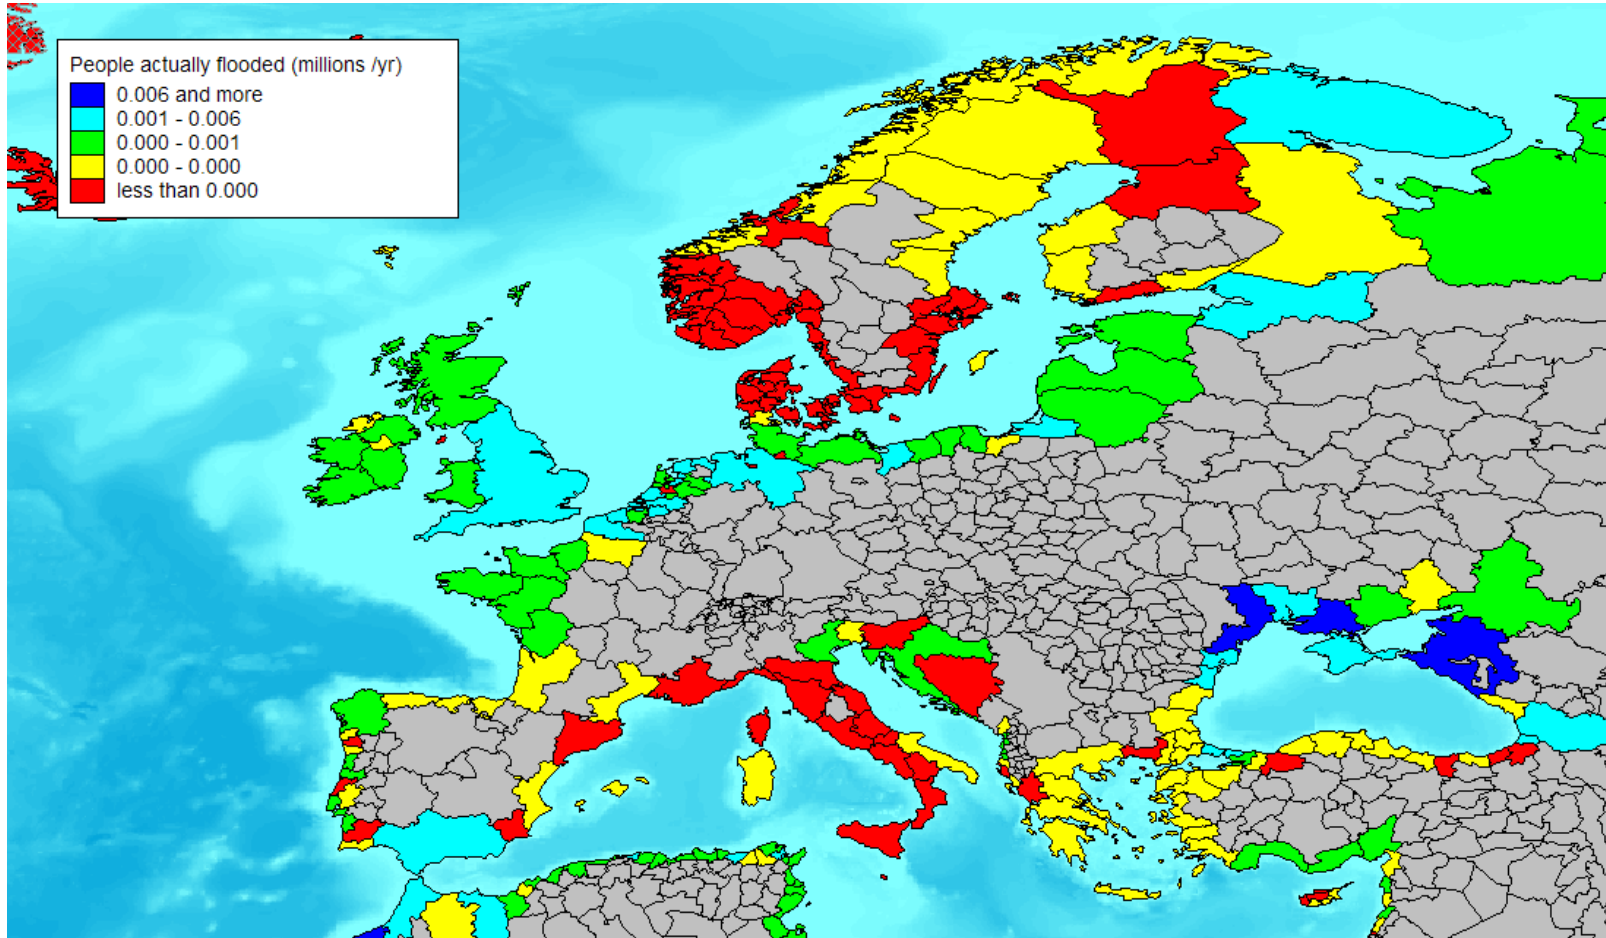 People actually flooded (millions /yr)
0.006 and more
0.001 - 0.006
0.000 - 0.001
0.000 - 0.000
less than 0.000